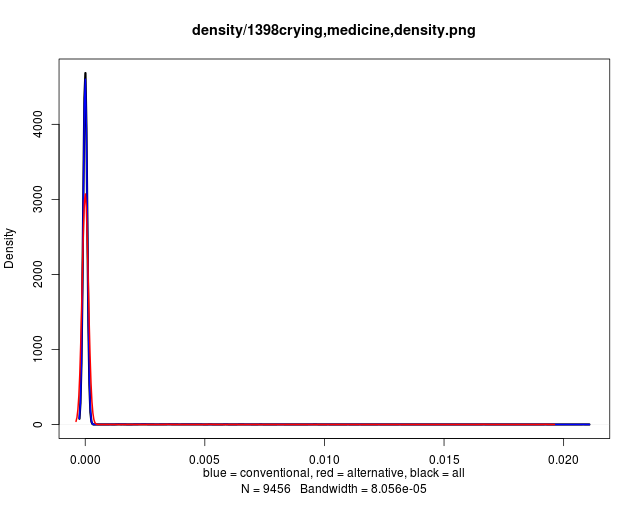 density/1398crying,medicine,density.png
Density
4000
3000
2000
1000
0
0.000 0.005 0.010 0.015 0.020
blue = conventional, red = alternative, black = all
N = 9456 Bandwidth = 8.056e-05